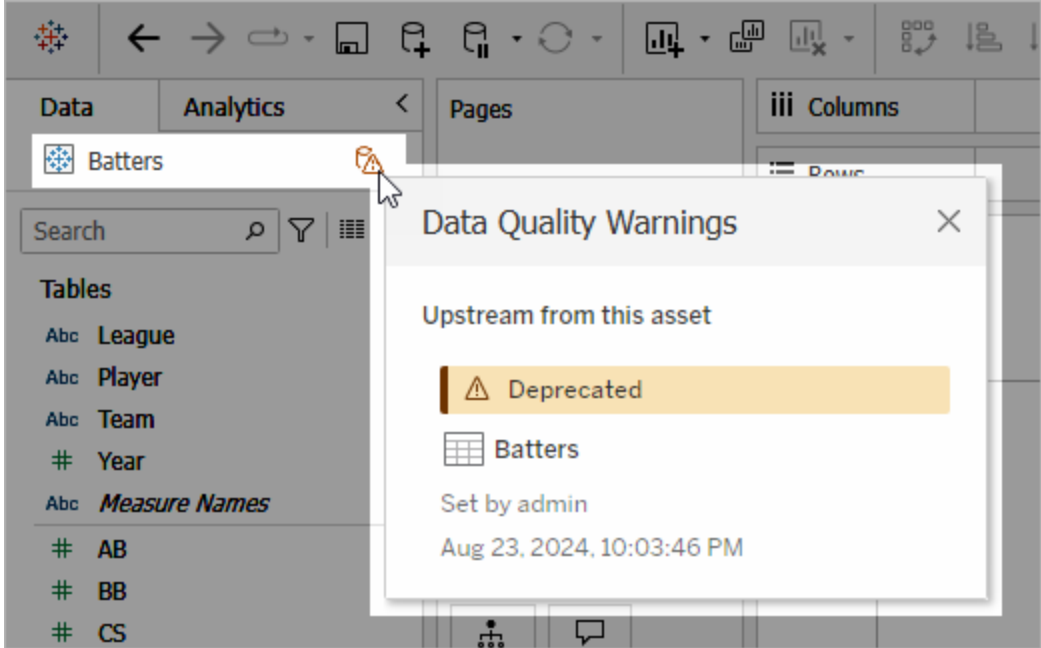 Data
Analytics
Pages
iii Columns
Batters
Rows
Search
Data Quality Warnings
Tables
Upstream from this asset
Abc League
Abc Player
Deprecated
Abc Team
# Year
Batters
Abc Measure Names
Set by admin
# AB
Aug 23, 2024, 10:03:46 PM
# BB
# CS